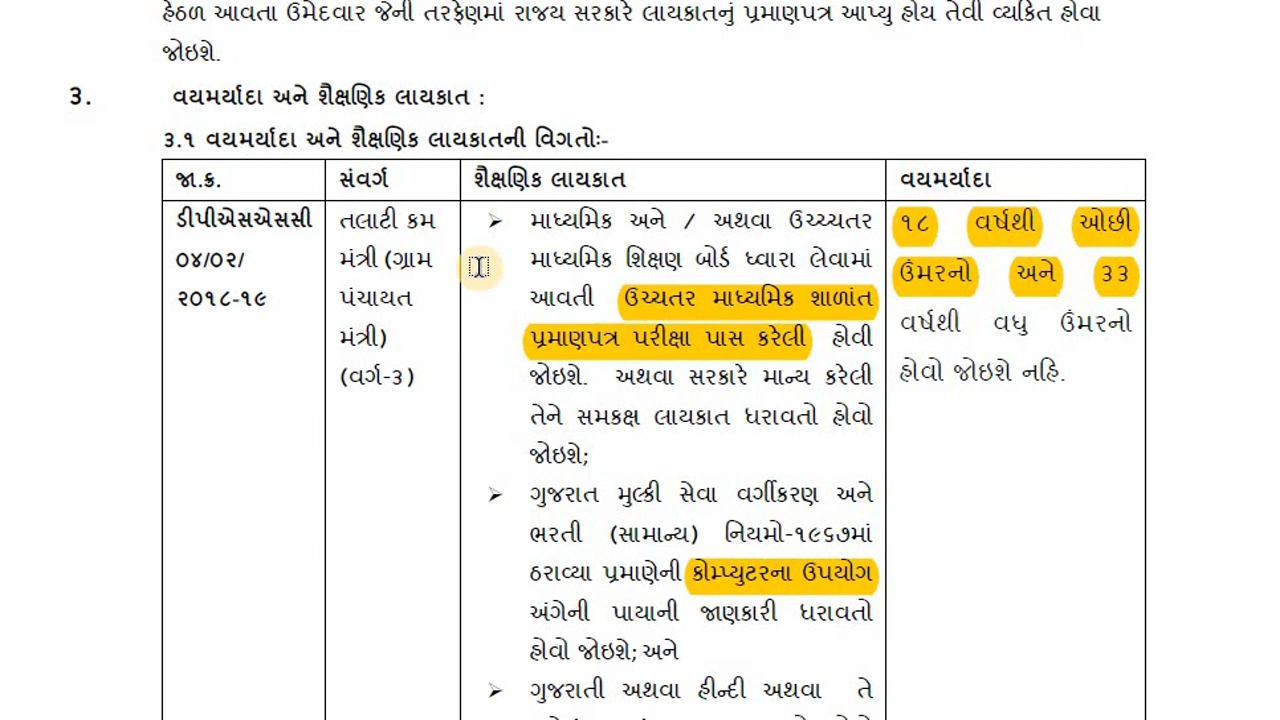 હેઠળ આવતા ઉમેદવાર જેની તરફેણમાં રાજ્ય સરકારે લાયકાતનું પ્રમાણપત્ર આપ્યુ હોય તેવી વ્યકિત હોવા
જોઇશે.
3. વયમર્યાદા અને શૈક્ષણિક લાયકાત :
૩.૧ વયમર્યાદા અને શૈક્ષણિક લાયકાતની વિગતોઃ-
જા.ક્ર.
સંવર્ગ
શૈક્ષણિક લાયકાત
વયમર્યાદા
ડીપીએસએસસી
૦૪/૦૨/
૨૦૧૮-૧૯
તલાટી કમ
મંત્રી (ગ્રામ
પંચાયત
મંત્રી)
(વર્ગ-૩)
➢ માધ્યમિક અને / અથવા ઉચ્ચ્તર
માધ્યમિક શિક્ષણ બોર્ડ ધ્વારા લેવામાં
આવતી ઉચ્ચતર માધ્યમિક શાળાંત
પ્રમાણપત્ર પરીક્ષા પાસ કરેલી હોવી
જોઇશે. અથવા સરકારે માન્ય કરેલી
તેને સમકક્ષ લાયકાત ધરાવતો હોવો
જોઇશે;
➢ ગુજરાત મુલ્કી સેવા વર્ગીકરણ અને
ભરતી (સામાન્ય) નિયમો-૧૯૬૭માં
ઠરાવ્યા પ્રમાણેની કોમ્પ્યુટરના ઉપયોગ
અંગેની પાયાની જાણકારી ધરાવતો
હોવો જોઇશે; અને
➢ ગુજરાતી અથવા હીન્દી અથવા તે
૧૮ વર્ષથી ઓછી
ઉંમરનો અને ૩૩
વર્ષથી વધુ ઉંમરનો
હોવો જોઇશે નહિ.